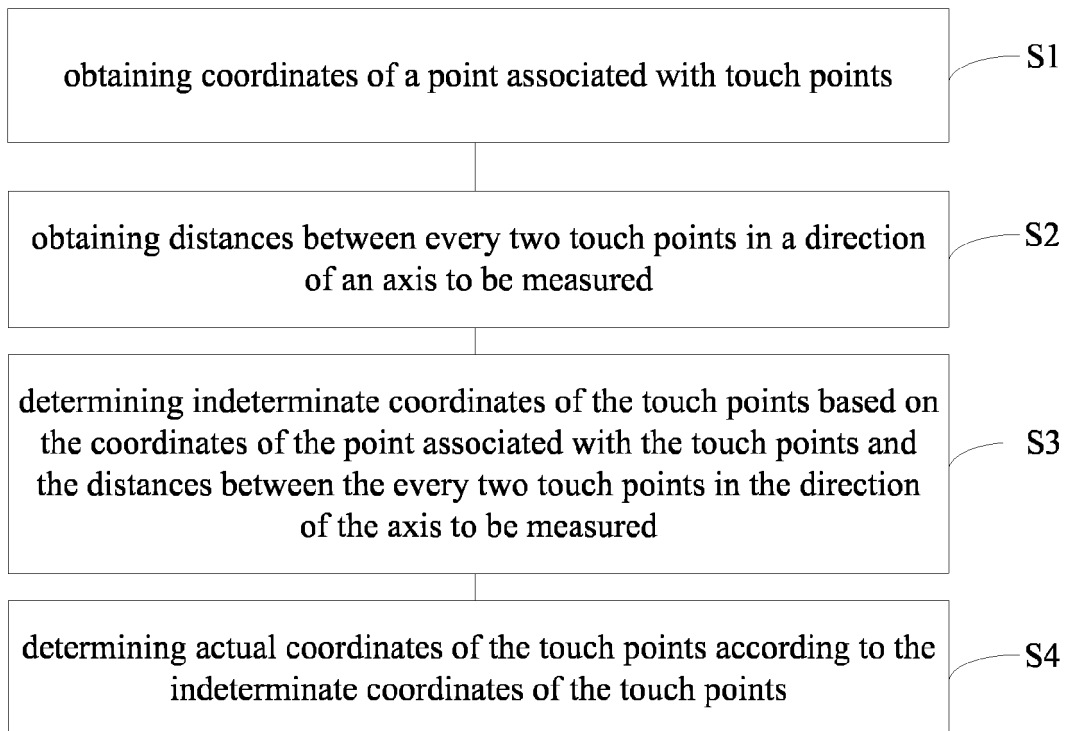 obtaining coordinates of a point associated with touch points
S1
obtaining distances between every two touch points in a direction
of an axis to be measured
S2
determining indeterminate coordinates of the touch points based on
the coordinates of the point associated with the touch points and
the distances between the every two touch points in the direction
of the axis to be measured
S3
determining actual coordinates of the touch points according to the
indeterminate coordinates of the touch points
S4